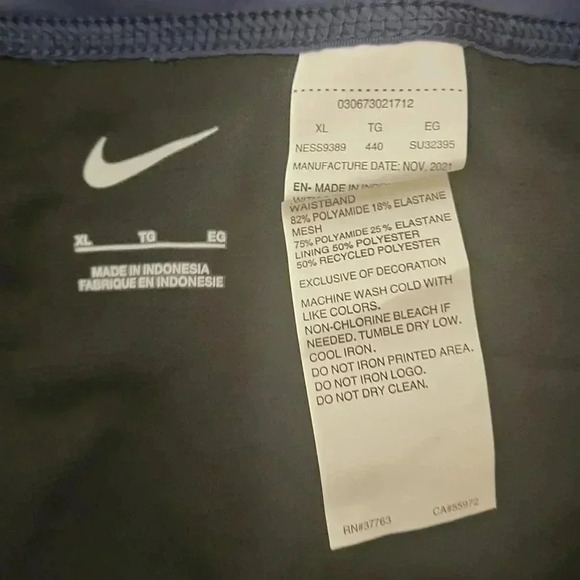 XL TG EG
MADE IN INDONESIA
FABRIQUE EN INDONESIE
030673021712
XL TG EG
NESS9389 440 SU32395
MANUFACTURE DATE: NOV. 2021
EN- MADE IN
WAISTBAND
82% POLYAMIDE 18% ELASTANE
MESH
75% POLYAMIDE 25% ELASTANE
LINING 50% POLYESTER
50% RECYCLED POLYESTER
EXCLUSIVE OF DECORATION
MACHINE WASH COLD WITH
LIKE COLORS.
NON-CHLORINE BLEACH IF
NEEDED. TUMBLE DRY LOW.
COOL IRON.
DO NOT IRON PRINTED AREA.
DO NOT IRON LOGO.
DO NOT DRY CLEAN.
RN#37763 CA#55972